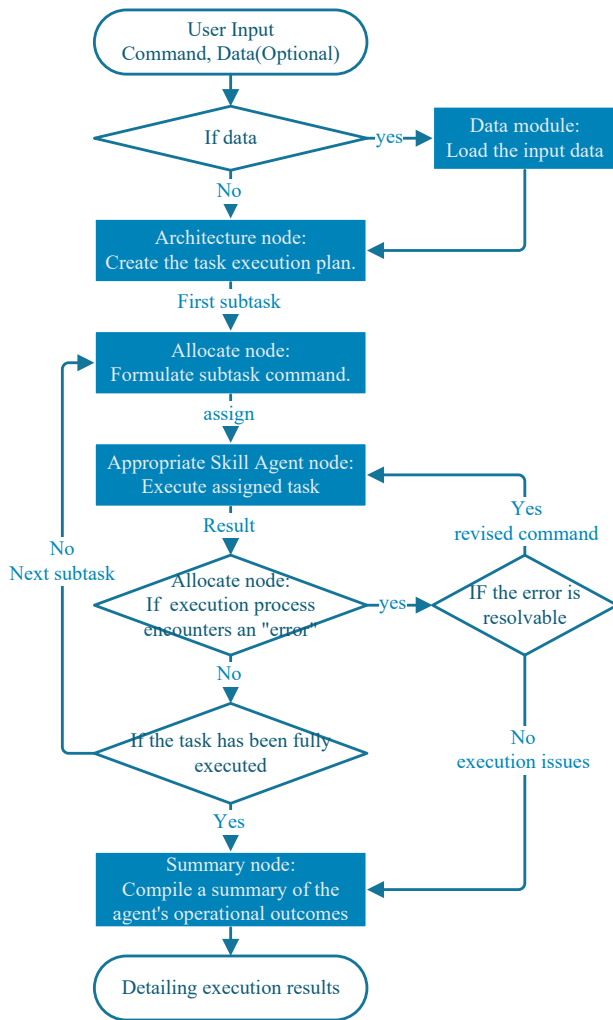 User Input
Command, Data(Optional)
If data
yes
Data module:
Load the input data
No
Architecture node:
Create the task execution plan.
First subtask
Allocate node:
Formulate subtask command.
assign
Appropriate Skill Agent node:
Execute assigned task
Yes
revised command
Result
No
Next subtask
Allocate node:
If execution process
encounters an "error"
yes
IF the error is
resolvable
No
If the task has been fully
executed
No
execution issues
Yes
Summary node:
Compile a summary of the
agent's operational outcomes
Detailing execution results